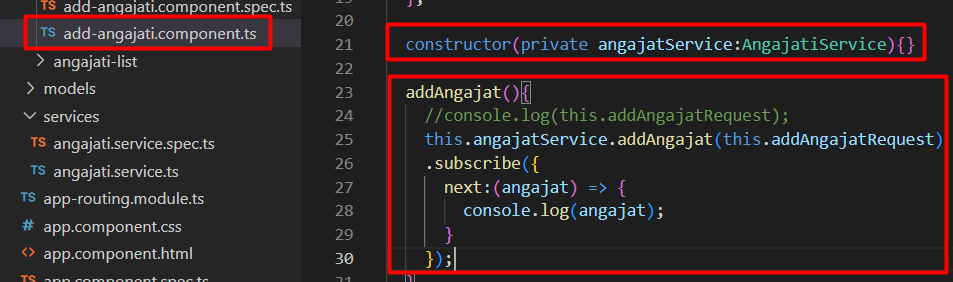 add-angajati.component.spec.ts
TS add-angajati.component.ts
angajati-list
models
services
TS angajati.service.spec.ts
TS angajati.service.ts
TS app-routing.module.ts
# app.component.css
<> app.component.html
TS app.component.spec.ts
19 };
20
21 constructor(private angajatService:AngajatiService){}
22
23 addAngajat(){
24 //console.log(this.addAngajatRequest);
25 this.angajatService.addAngajat(this.addAngajatRequest)
26 .subscribe({
27 next:(angajat) => {
28 console.log(angajat);
29 }
30 });
31 }